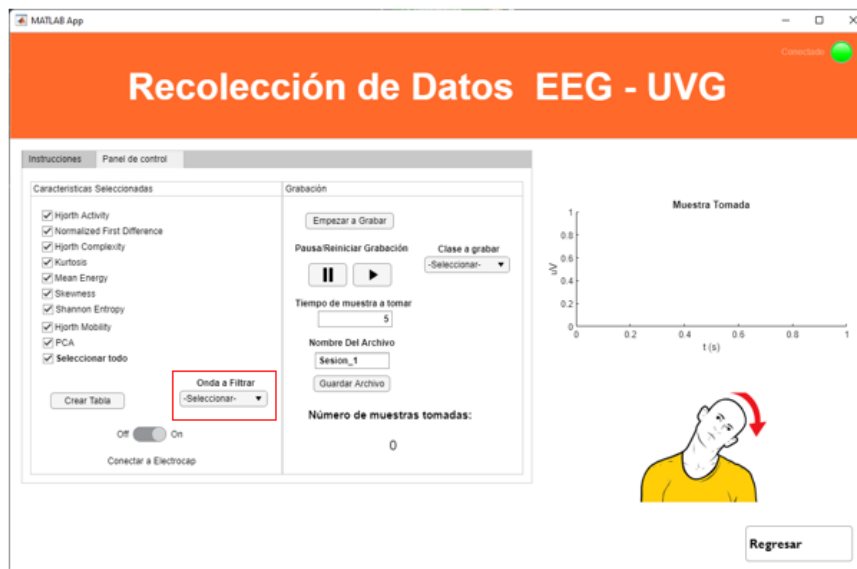 MATLAB App
Conectado
Recolección de Datos EEG - UVG
Instrucciones
Panel de control
Caracteristicas Seleccionadas
Hjorth Activity
Normalized First Difference
Hjorth Complexity
Kurtosis
Mean Energy
Skewness
Shannon Entropy
Hjorth Mobility
PCA
Seleccionar todo
Crear Tabla
Onda a Filtrar
-Seleccionar-
Off
On
Conectar a Electrocap
Grabación
Empezar a Grabar
Pausa/Reiniciar Grabación
Clase a grabar
-Seleccionar-
Tiempo de muestra a tomar
5
Nombre Del Archivo
Sesion_1
Guardar Archivo
Número de muestras tomadas:
0
Muestra Tomada
1
0.8
0.6
0.4
0.2
0
uV
0 0.2 0.4 0.6 0.8 1
t (s)
Regresar